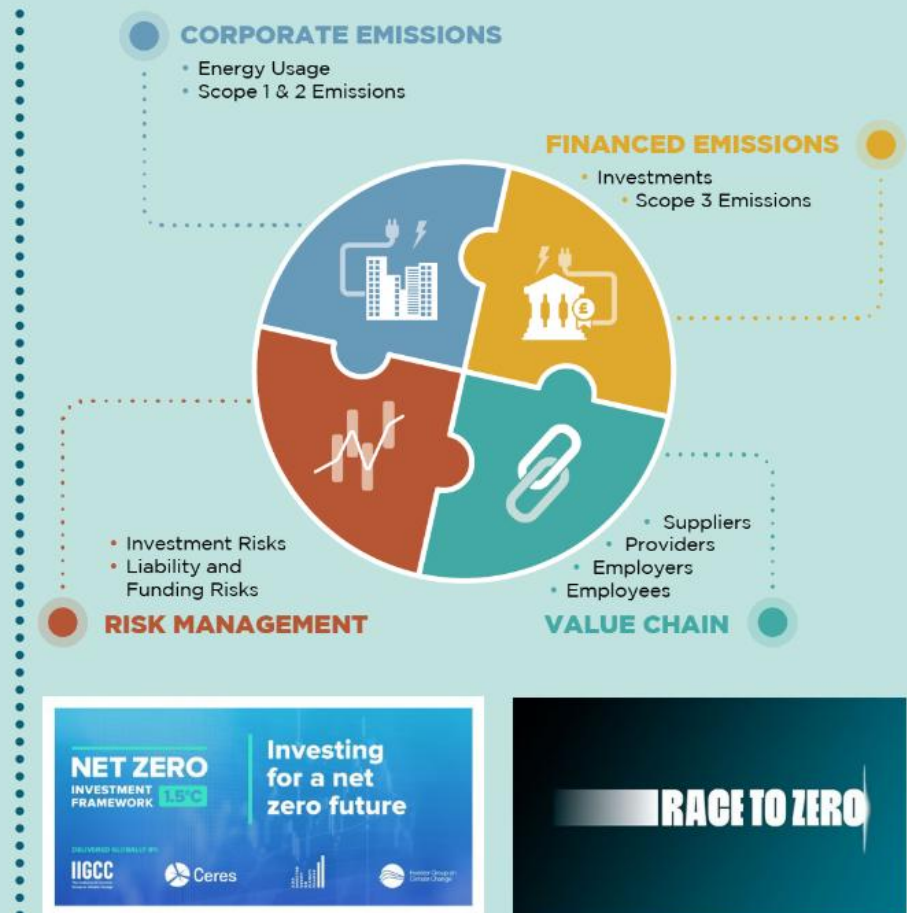 CORPORATE EMISSIONS
• Energy Usage
• Scope 1 & 2 Emissions
FINANCED EMISSIONS
• Investments
• Scope 3 Emissions
£
• Investment Risks
• Liability and
Funding Risks
RISK MANAGEMENT
• Suppliers
• Providers
• Employers
• Employees
VALUE CHAIN
NET ZERO
INVESTMENT
FRAMEWORK 1.5°C
Investing
for a net
zero future
DELIVERED GLOBALLY BY:
IIGCC
Ceres
Investor Group on
Climate Change
RACE TO ZERO